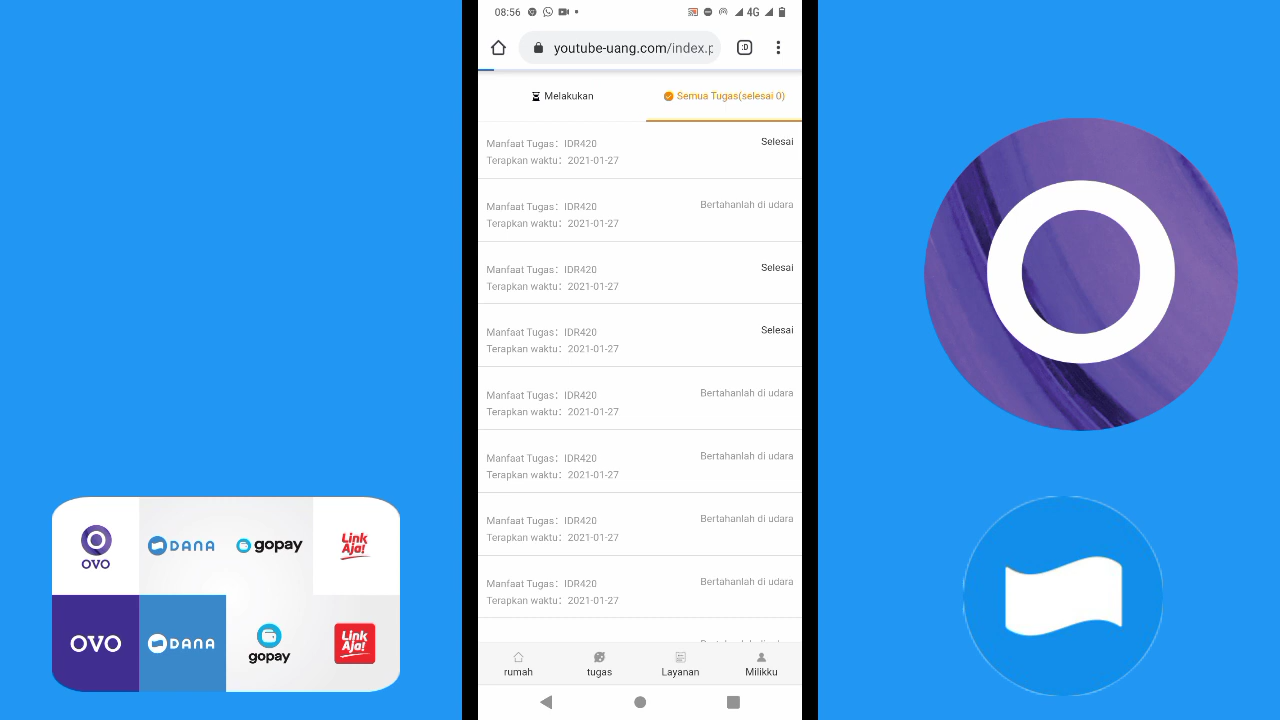 08:56
4G
youtube-uang.com/index.p
:D
Melakukan
Semua Tugas(selesai 0)
Manfaat Tugas：IDR420
Selesai
Terapkan waktu：2021-01-27
Manfaat Tugas：IDR420
Bertahanlah di udara
Terapkan waktu：2021-01-27
Manfaat Tugas：IDR420
Selesai
Terapkan waktu：2021-01-27
Manfaat Tugas：IDR420
Selesai
Terapkan waktu：2021-01-27
Manfaat Tugas：IDR420
Bertahanlah di udara
Terapkan waktu：2021-01-27
Manfaat Tugas：IDR420
Bertahanlah di udara
Terapkan waktu：2021-01-27
Manfaat Tugas：IDR420
Bertahanlah di udara
Terapkan waktu：2021-01-27
Manfaat Tugas：IDR420
Bertahanlah di udara
Terapkan waktu：2021-01-27
rumah
tugas
Layanan
Milikku
OVO
DANA
gopay
Link
Aja!
OVO
DANA
gopay
Link
Aja!